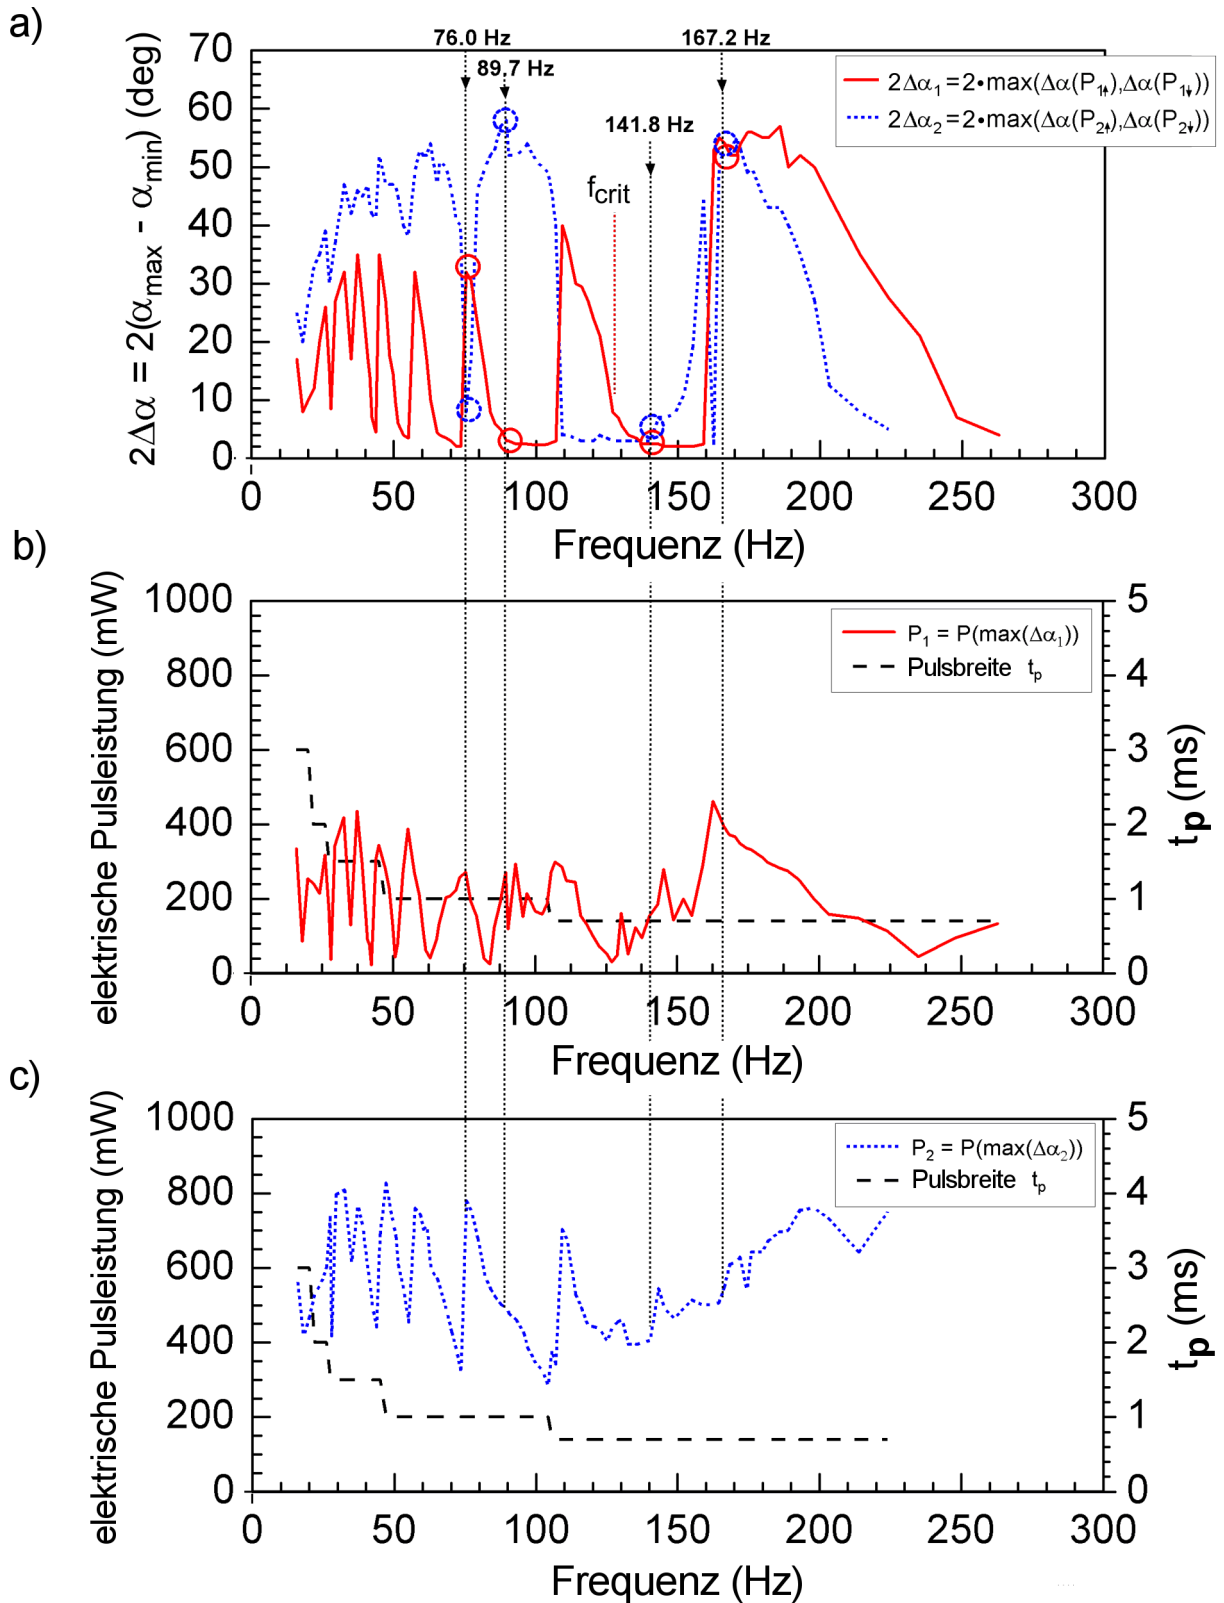 a)
76.0 Hz
89.7 Hz
141.8 Hz
167.2 Hz
f_crit
2Δα₁ = 2•max(Δα(P₁↑),Δα(P₁↓))
2Δα₂ = 2•max(Δα(P₂↑),Δα(P₂↓))
2Δα = 2(α_max - α_min) (deg)
70
60
50
40
30
20
10
0
0 50 100 150 200 250 300
Frequenz (Hz)
b)
elektrische Pulsleistung (mW)
1000
800
600
400
200
0
P₁ = P(max(Δα₁))
Pulsbreite t_p
5
4
3
2
1
0
t_p (ms)
0 50 100 150 200 250 300
Frequenz (Hz)
c)
elektrische Pulsleistung (mW)
1000
800
600
400
200
0
P₂ = P(max(Δα₂))
Pulsbreite t_p
5
4
3
2
1
0
t_p (ms)
0 50 100 150 200 250 300
Frequenz (Hz)